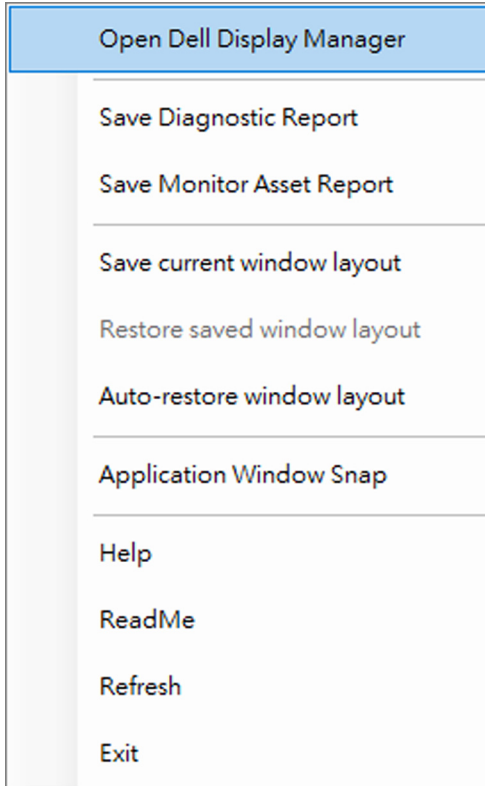 Open Dell Display Manager
Save Diagnostic Report
Save Monitor Asset Report
Save current window layout
Restore saved window layout
Auto-restore window layout
Application Window Snap
Help
ReadMe
Refresh
Exit